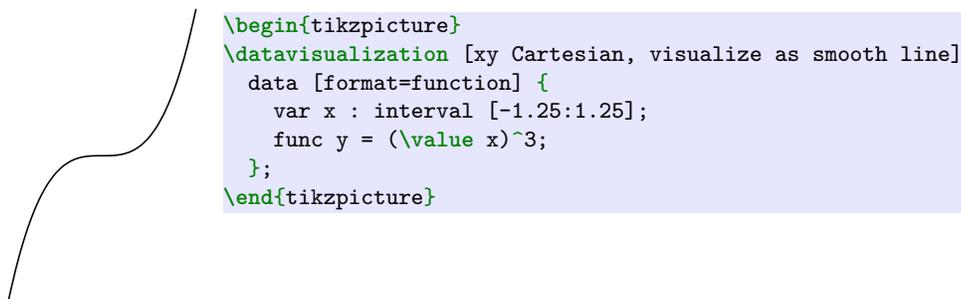 \begin{tikzpicture}
\datavisualization [xy Cartesian, visualize as smooth line]
  data [format=function] {
    var x : interval [-1.25:1.25];
    func y = (\value x)^3;
  };
\end{tikzpicture}